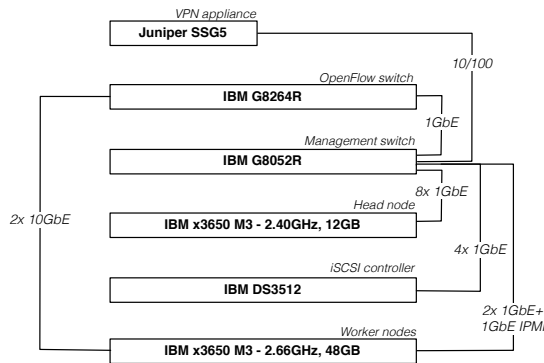 VPN appliance
Juniper SSG5
10/100
OpenFlow switch
IBM G8264R
1GbE
Management switch
IBM G8052R
8x 1GbE
Head node
2x 10GbE
IBM x3650 M3 - 2.40GHz, 12GB
4x 1GbE
iSCSI controller
IBM DS3512
2x 1GbE+
1GbE IPMI
Worker nodes
IBM x3650 M3 - 2.66GHz, 48GB